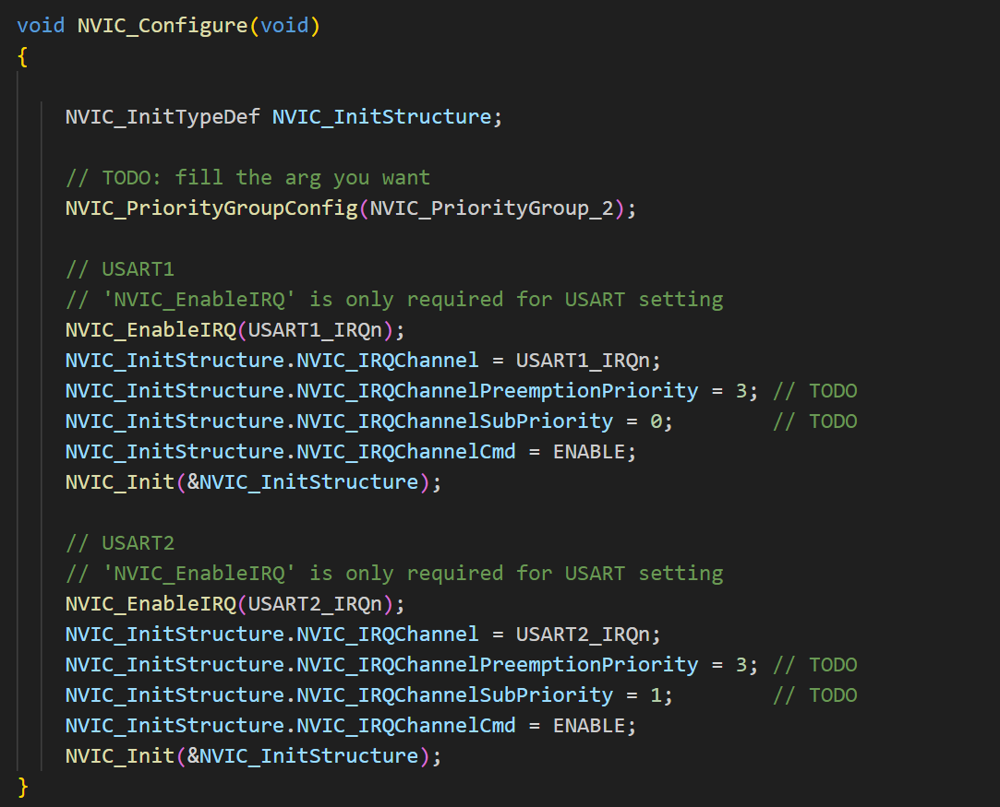 void NVIC_Configure(void)
{
NVIC_InitTypeDef NVIC_InitStructure;
// TODO: fill the arg you want
NVIC_PriorityGroupConfig(NVIC_PriorityGroup_2);
// USART1
// 'NVIC_EnableIRQ' is only required for USART setting
NVIC_EnableIRQ(USART1_IRQn);
NVIC_InitStructure.NVIC_IRQChannel = USART1_IRQn;
NVIC_InitStructure.NVIC_IRQChannelPreemptionPriority = 3; // TODO
NVIC_InitStructure.NVIC_IRQChannelSubPriority = 0; // TODO
NVIC_InitStructure.NVIC_IRQChannelCmd = ENABLE;
NVIC_Init(&NVIC_InitStructure);
// USART2
// 'NVIC_EnableIRQ' is only required for USART setting
NVIC_EnableIRQ(USART2_IRQn);
NVIC_InitStructure.NVIC_IRQChannel = USART2_IRQn;
NVIC_InitStructure.NVIC_IRQChannelPreemptionPriority = 3; // TODO
NVIC_InitStructure.NVIC_IRQChannelSubPriority = 1; // TODO
NVIC_InitStructure.NVIC_IRQChannelCmd = ENABLE;
NVIC_Init(&NVIC_InitStructure);
}